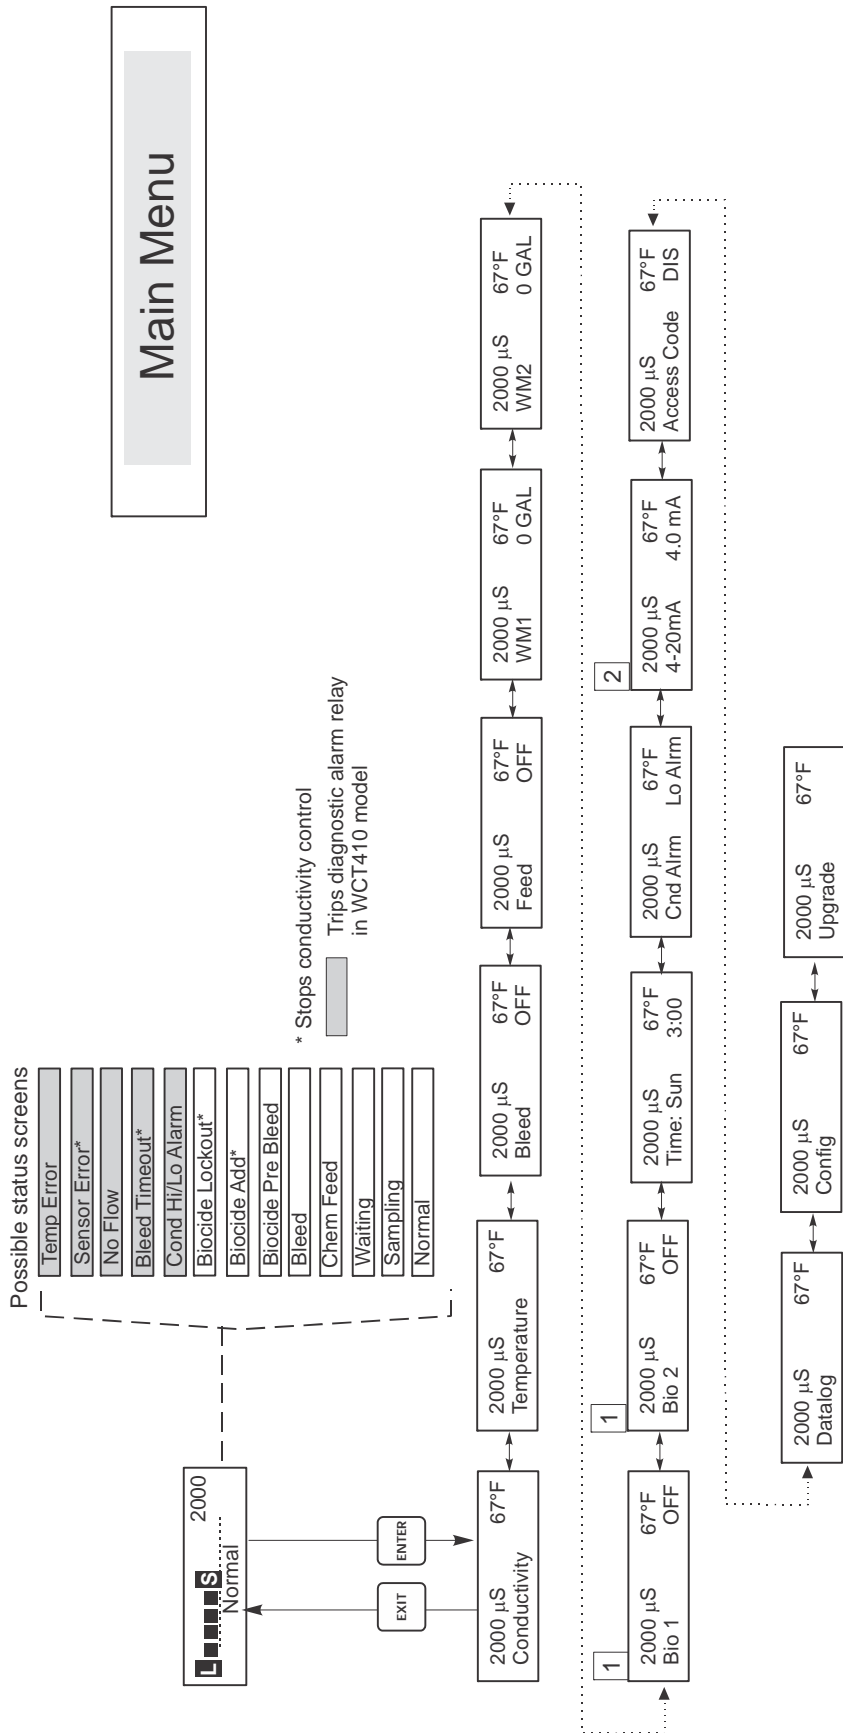 Main Menu
Possible status screens
Temp Error
Sensor Error*
No Flow
Bleed Timeout*
Cond Hi/Lo Alarm
Biocide Lockout*
Biocide Add*
Biocide Pre Bleed
Bleed
Chem Feed
Waiting
Sampling
Normal
* Stops conductivity control
Trips diagnostic alarm relay
in WCT410 model
L S 2000
Normal
EXIT
ENTER
2000 µS 67°F
Conductivity
2000 µS 67°F
Temperature
2000 µS 67°F
Bleed OFF
2000 µS 67°F
Feed OFF
2000 µS 67°F
WM1 0 GAL
2000 µS 67°F
WM2 0 GAL
1
2000 µS 67°F
Bio 1 OFF
1
2000 µS 67°F
Bio 2 OFF
2000 µS 67°F
Time: Sun 3:00
2000 µS 67°F
Cnd Alrm Lo Alrm
2
2000 µS 67°F
4-20mA 4.0 mA
2000 µS 67°F
Access Code DIS
2000 µS 67°F
Datalog
2000 µS 67°F
Config
2000 µS 67°F
Upgrade